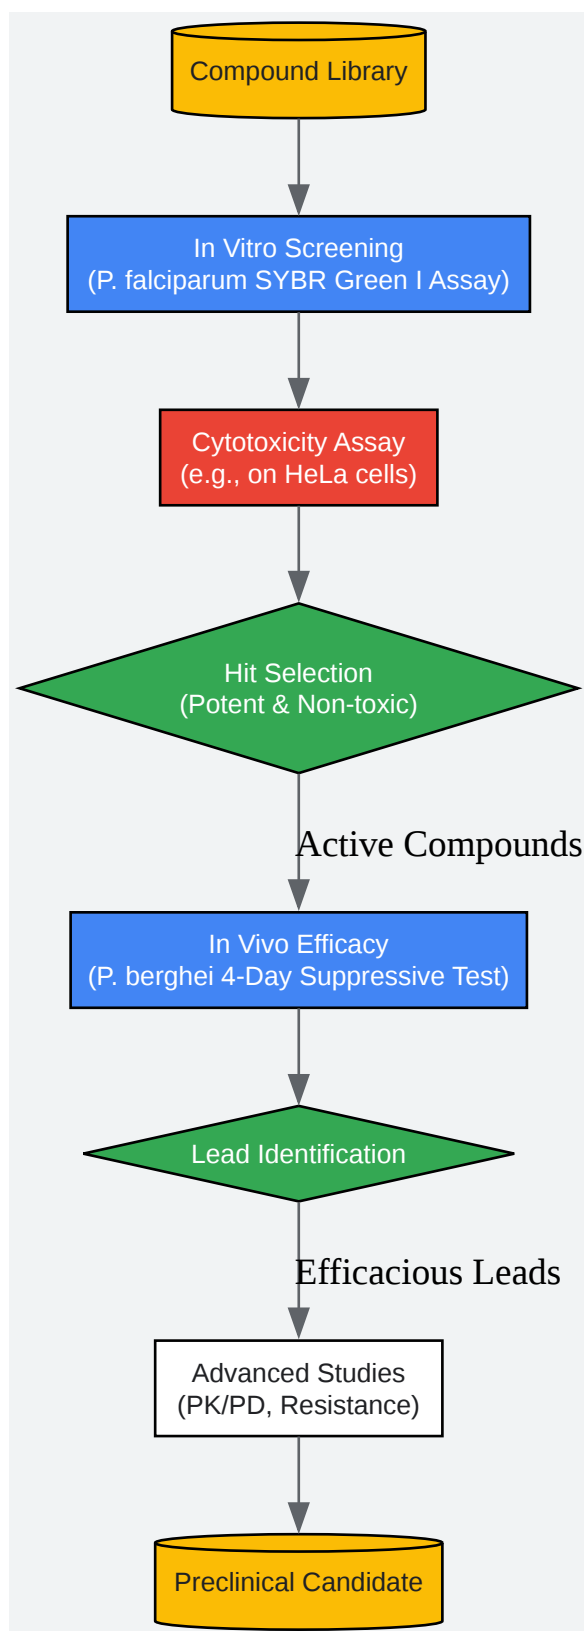 Compound Library
In Vitro Screening
(P. falciparum SYBR Green I Assay)
Cytotoxicity Assay
(e.g., on HeLa cells)
Hit Selection
(Potent & Non-toxic)
Active Compounds
In Vivo Efficacy
(P. berghei 4-Day Suppressive Test)
Lead Identification
Efficacious Leads
Advanced Studies
(PK/PD, Resistance)
Preclinical Candidate